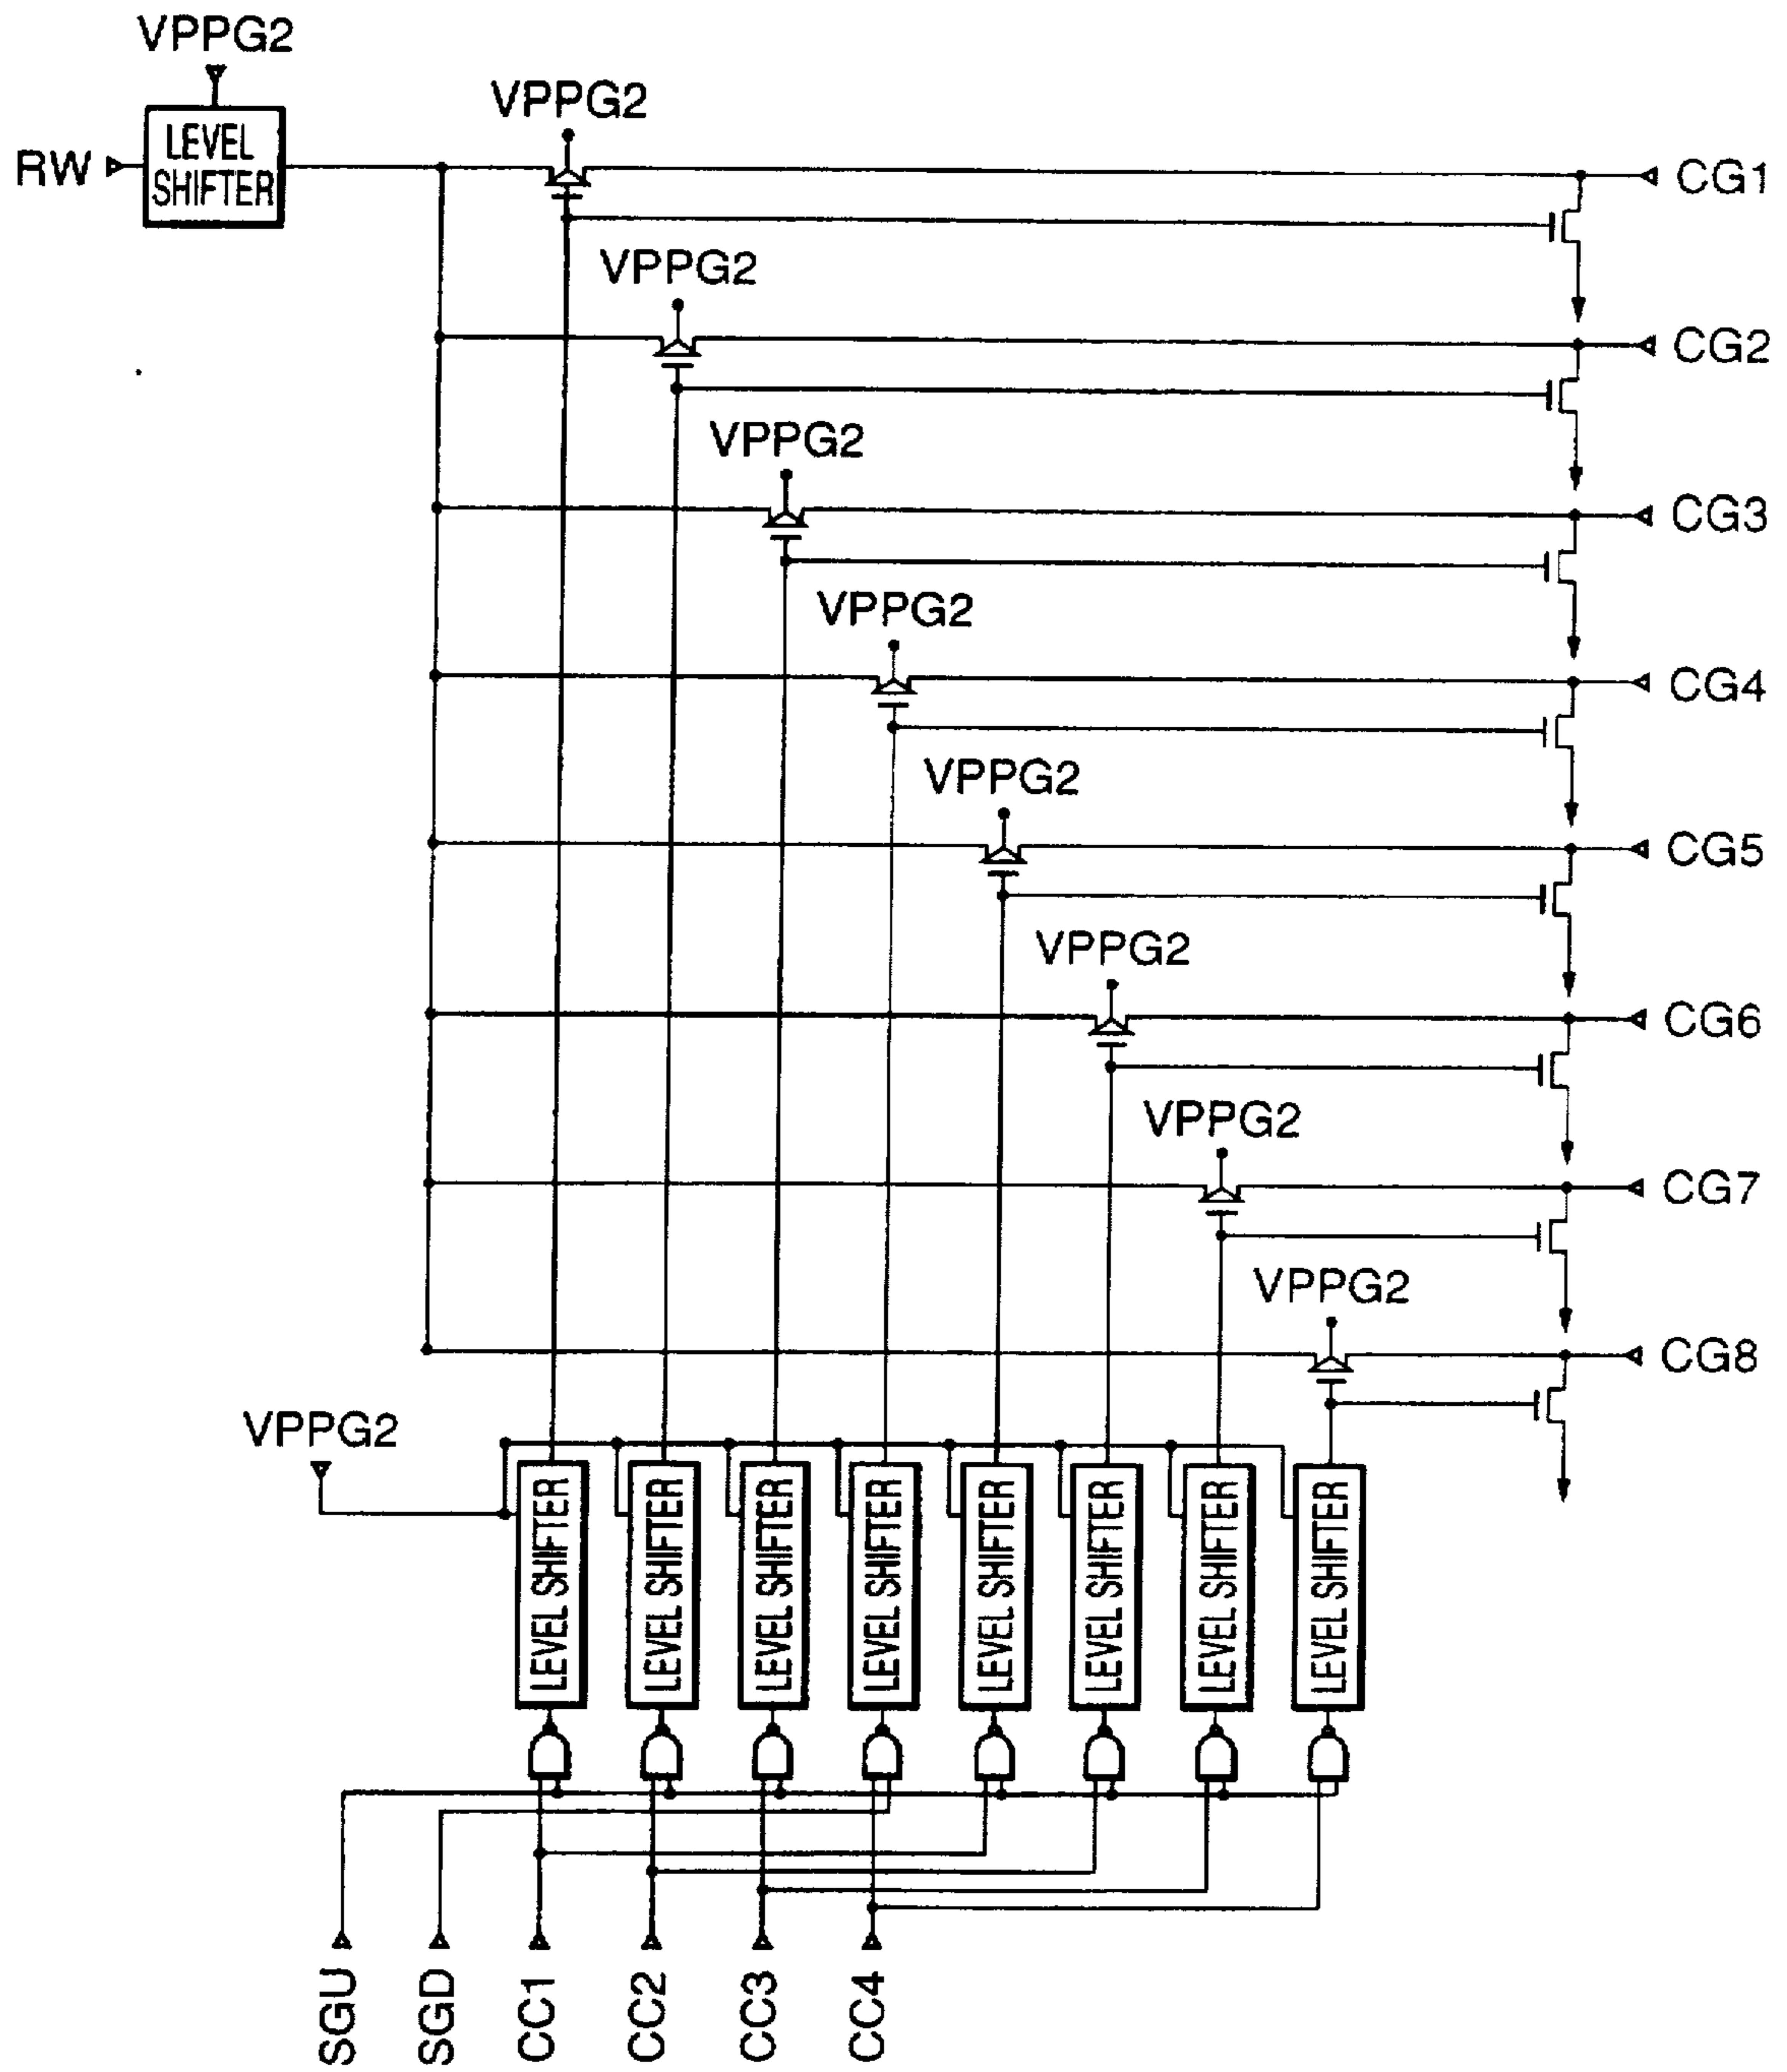 VPPG2
RW
LEVEL
SHIFTER
VPPG2
CG1
VPPG2
CG2
VPPG2
CG3
VPPG2
CG4
VPPG2
CG5
VPPG2
CG6
VPPG2
CG7
VPPG2
CG8
VPPG2
LEVEL SHIFTER
LEVEL SHIFTER
LEVEL SHIFTER
LEVEL SHIFTER
LEVEL SHIFTER
LEVEL SHIFTER
LEVEL SHIFTER
LEVEL SHIFTER
SGU
SGD
CC1
CC2
CC3
CC4